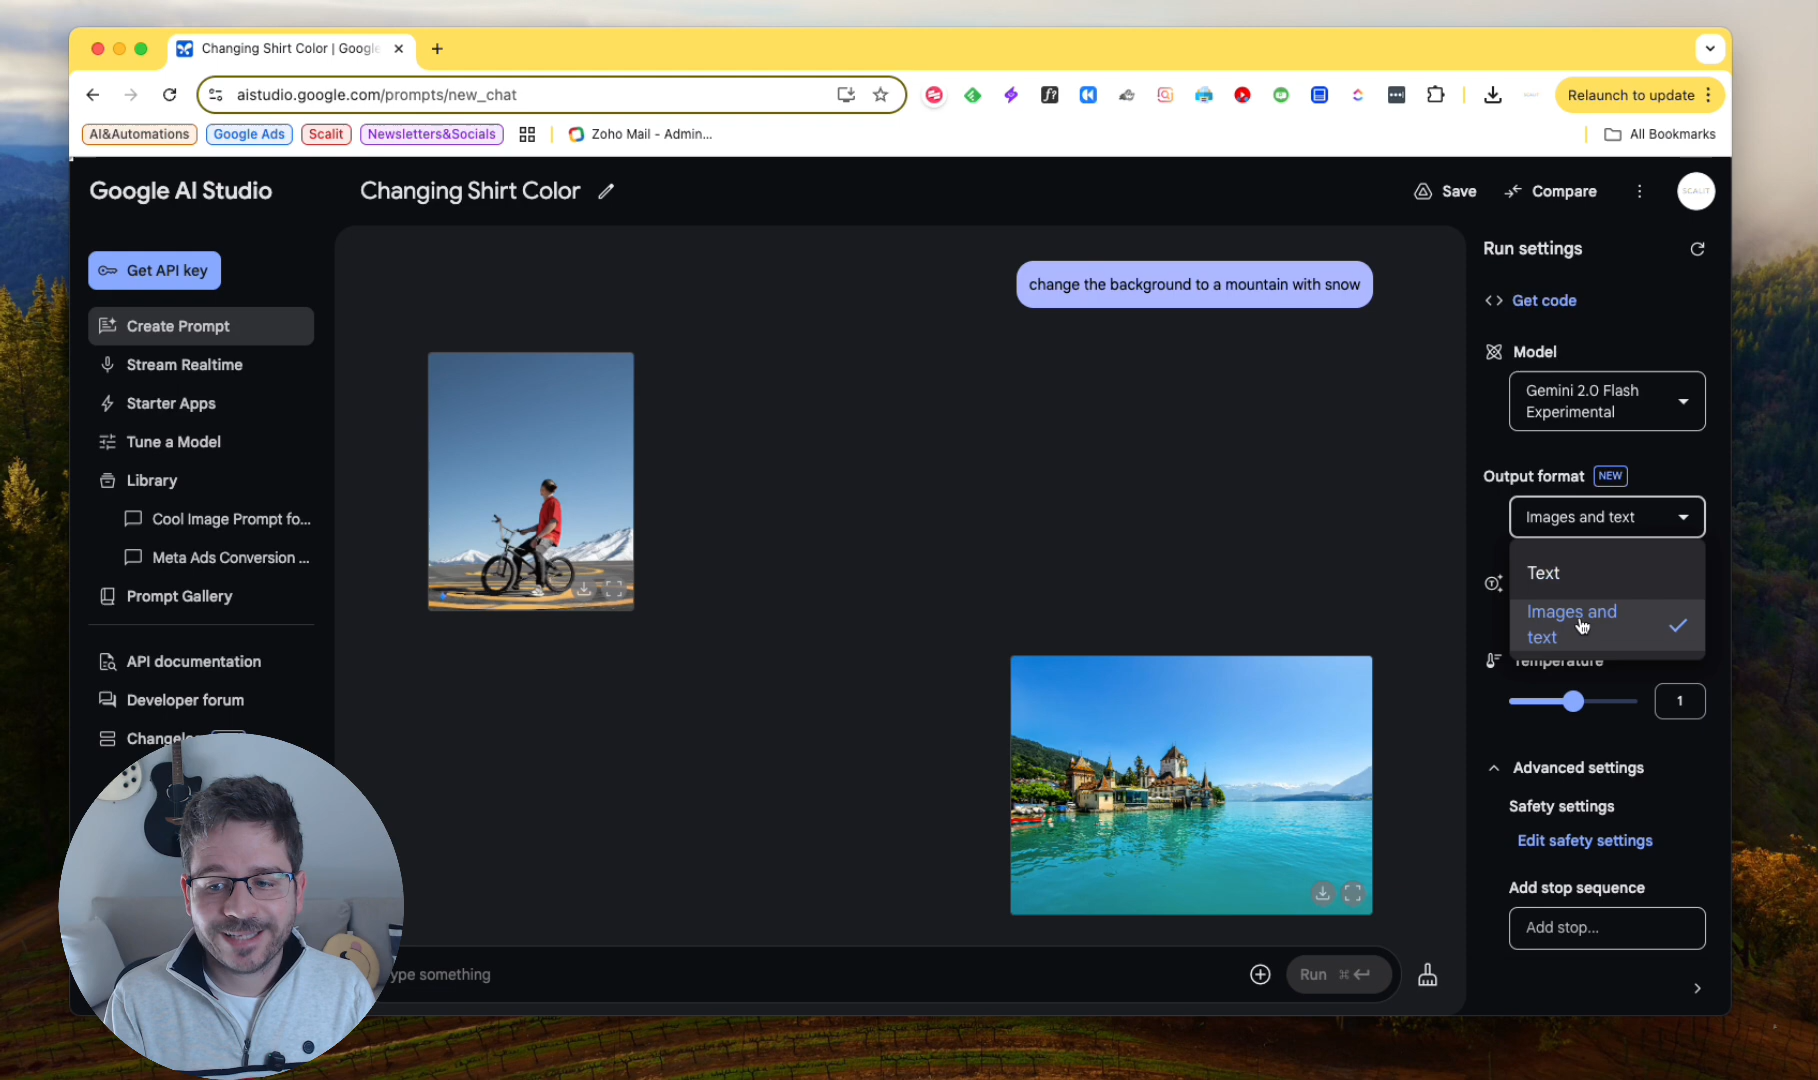 Changing Shirt Color | Google
aistudio.google.com/prompts/new_chat
Relaunch to update
AI&Automations
Google Ads
Scalit
Newsletters&Socials
Zoho Mail - Admin...
All Bookmarks
Google AI Studio
Changing Shirt Color
Save
Compare
SCALIT
Get API key
Create Prompt
Stream Realtime
Starter Apps
Tune a Model
Library
Cool Image Prompt fo...
Meta Ads Conversion ...
Prompt Gallery
API documentation
Developer forum
change the background to a mountain with snow
Type something
Run
Run settings
Get code
Model
Gemini 2.0 Flash
Experimental
Output format NEW
Images and text
Text
Images and
text
Temperature
1
Advanced settings
Safety settings
Edit safety settings
Add stop sequence
Add stop...